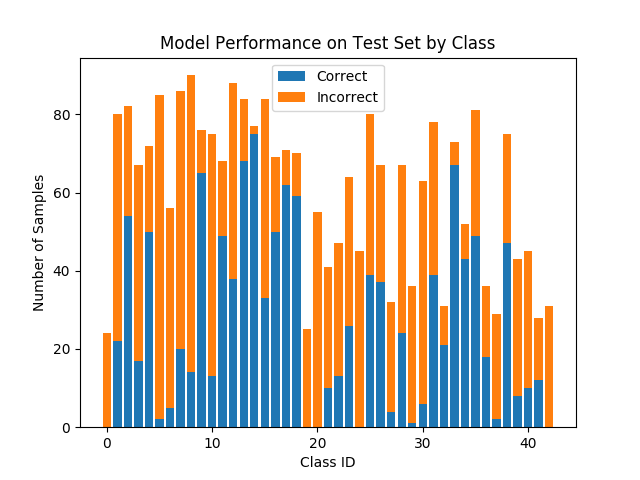 Model Performance on Test Set by Class
Correct
Incorrect
Number of Samples
80
60
40
20
0
0 10 20 30 40
Class ID